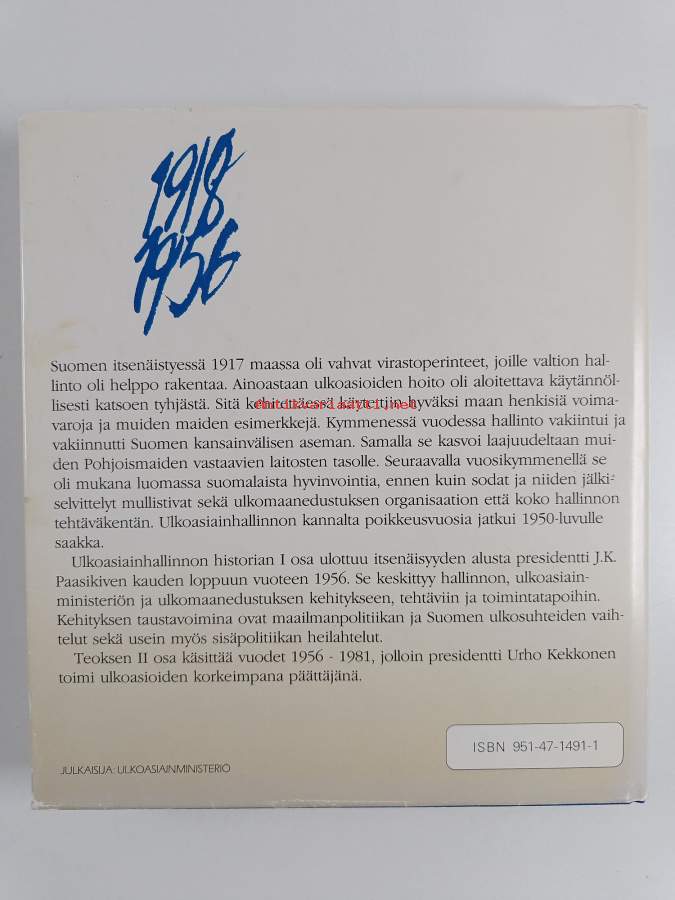 1918
1956
Suomen itsenäistyessä 1917 maassa oli vahvat virastoperinteet, joille valtion hal-
linto oli helppo rakentaa. Ainoastaan ulkoasioiden hoito oli aloitettava käytännöl-
lisesti katsoen tyhjästä. Sitä kehitettäessä käytettiin hyväksi maan henkisiä voima-
antikvariaatti.net
varoja ja muiden maiden esimerkkejä. Kymmenessä vuodessa hallinto vakiintui ja
vakiinnutti Suomen kansainvälisen aseman. Samalla se kasvoi laajuudeltaan mui-
den Pohjoismaiden vastaavien laitosten tasolle. Seuraavalla vuosikymmenellä se
oli mukana luomassa suomalaista hyvinvointia, ennen kuin sodat ja niiden jälki-
selvittelyt mullistivat sekä ulkomaanedustuksen organisaation että koko hallinnon
tehtäväkentän. Ulkoasiainhallinnon kannalta poikkeusvuosia jatkui 1950-luvulle
saakka.
Ulkoasiainhallinnon historian I osa ulottuu itsenäisyyden alusta presidentti J.K.
Paasikiven kauden loppuun vuoteen 1956. Se keskittyy hallinnon, ulkoasiain-
ministeriön ja ulkomaanedustuksen kehitykseen, tehtäviin ja toimintatapoihin.
Kehityksen taustavoimina ovat maailmanpolitiikan ja Suomen ulkosuhteiden vaih-
telut sekä usein myös sisäpolitiikan heilahtelut.
Teoksen II osa käsittää vuodet 1956 - 1981, jolloin presidentti Urho Kekkonen
toimi ulkoasioiden korkeimpana päättäjänä.
ISBN 951-47-1491-1
JULKAISIJA: ULKOASIAINMINISTERIÖ